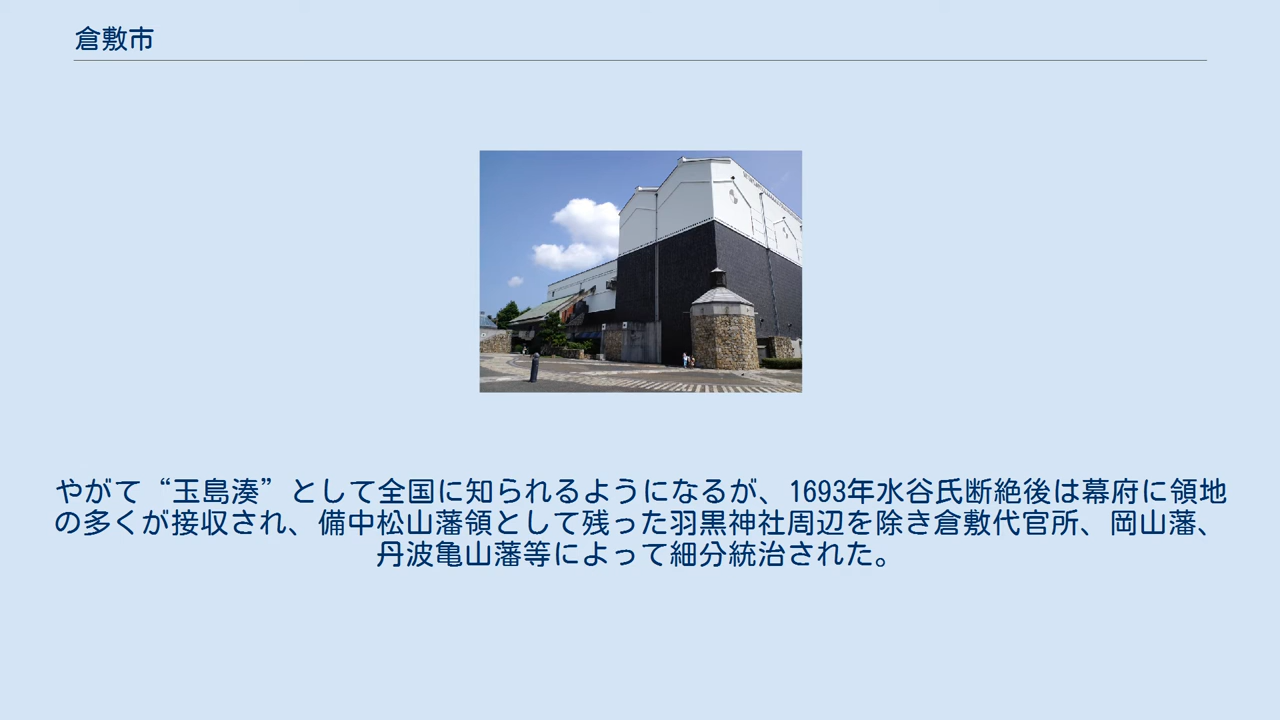 倉敷市
やがて“玉島湊”として全国に知られるようになるが、1693年水谷氏断絶後は幕府に領地
の多くが接収され、備中松山藩領として残った羽黒神社周辺を除き倉敷代官所、岡山藩、
丹波亀山藩等によって細分統治された。